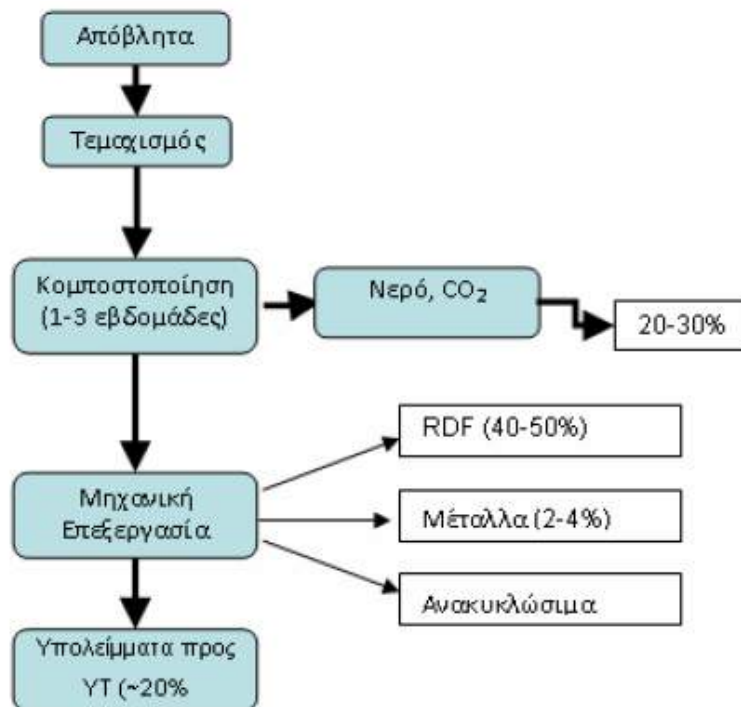 Απόβλητα
Τεμαχισμός
Κομποστοποίηση
(1-3 εβδομάδες)
Νερό, CO₂
20-30%
Μηχανική
Επεξεργασία
RDF (40-50%)
Μέταλλα (2-4%)
Ανακυκλώσιμα
Υπολείμματα προς
ΥΤ (~20%